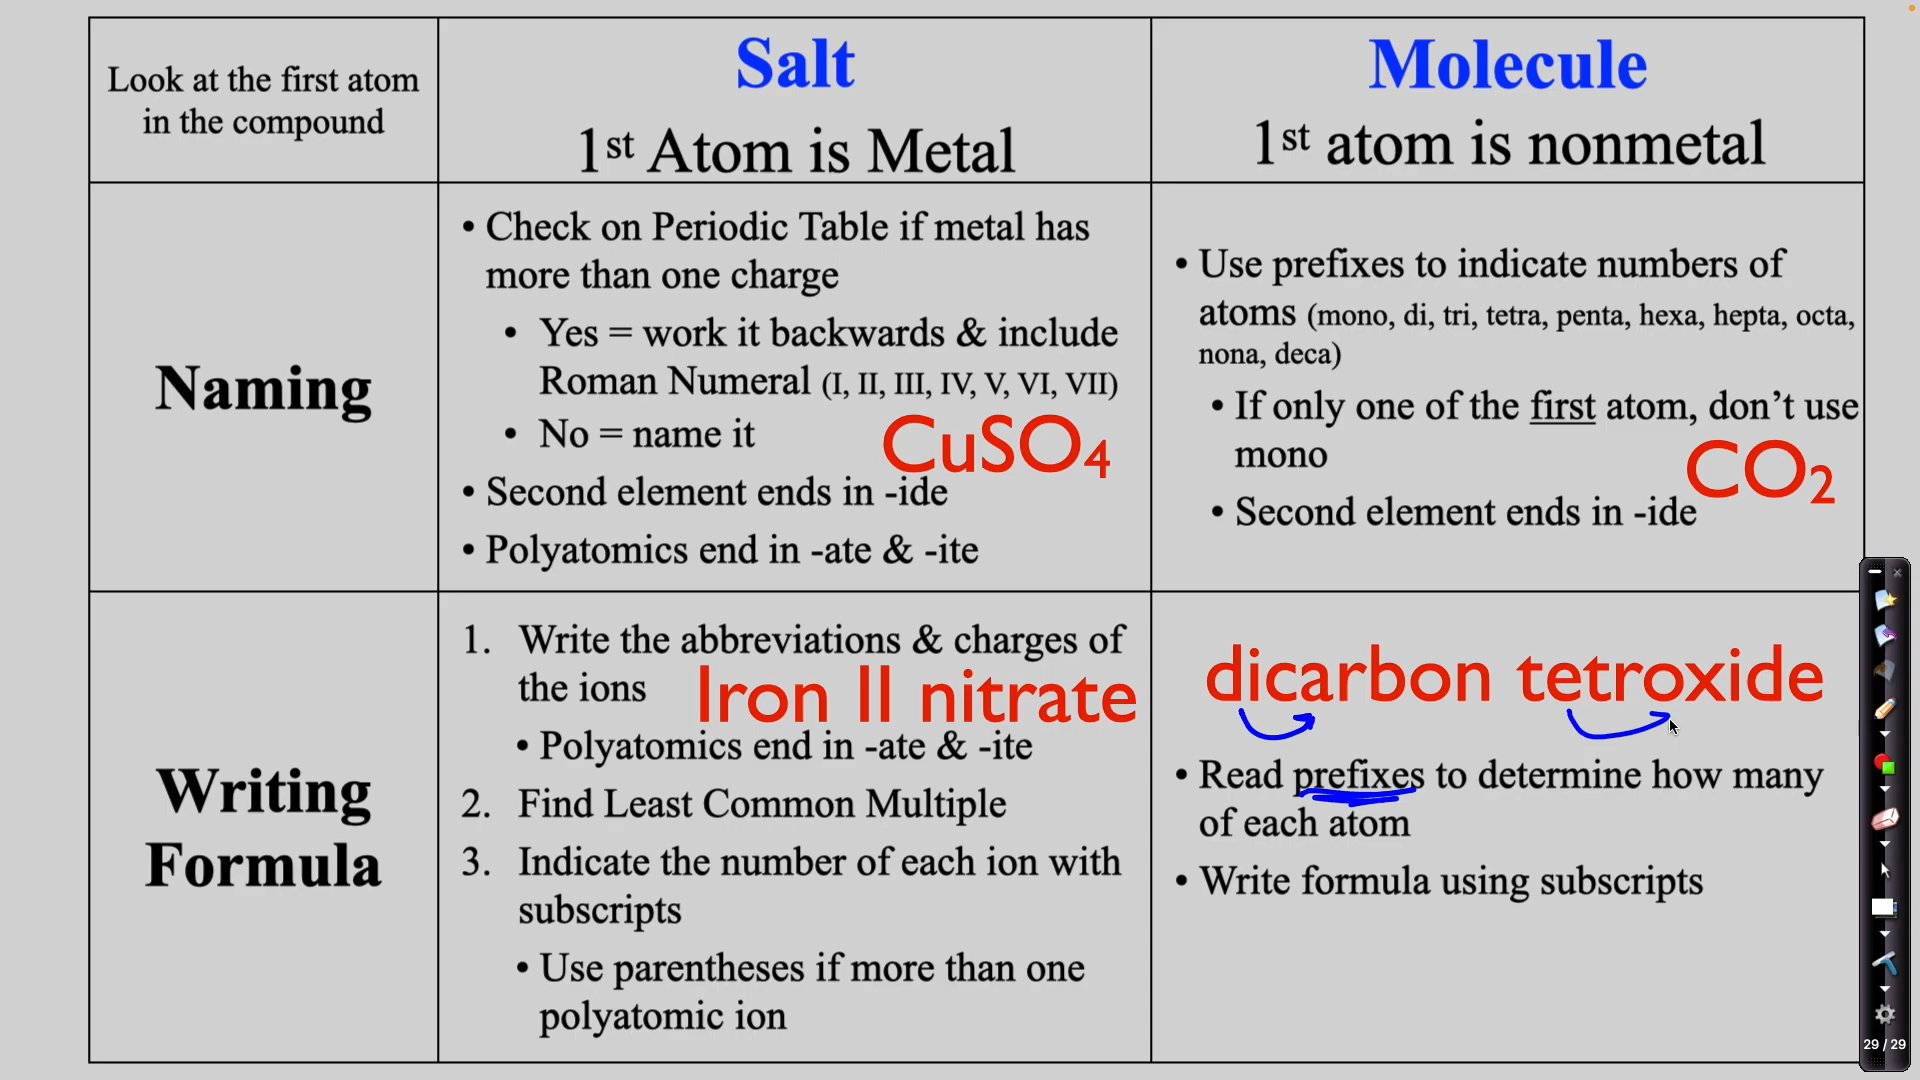 Look at the first atom
in the compound
Salt
1st Atom is Metal
Molecule
1st atom is nonmetal
Naming
• Check on Periodic Table if metal has
more than one charge
• Yes = work it backwards & include
Roman Numeral (I, II, III, IV, V, VI, VII)
• No = name it
CuSO4
• Second element ends in -ide
• Polyatomics end in -ate & -ite
• Use prefixes to indicate numbers of
atoms (mono, di, tri, tetra, penta, hexa, hepta, octa,
nona, deca)
• If only one of the first atom, don’t use
mono
CO2
• Second element ends in -ide
Writing
Formula
1. Write the abbreviations & charges of
the ions
Iron II nitrate
• Polyatomics end in -ate & -ite
2. Find Least Common Multiple
3. Indicate the number of each ion with
subscripts
• Use parentheses if more than one
polyatomic ion
dicarbon tetroxide
• Read prefixes to determine how many
of each atom
• Write formula using subscripts
29 / 29